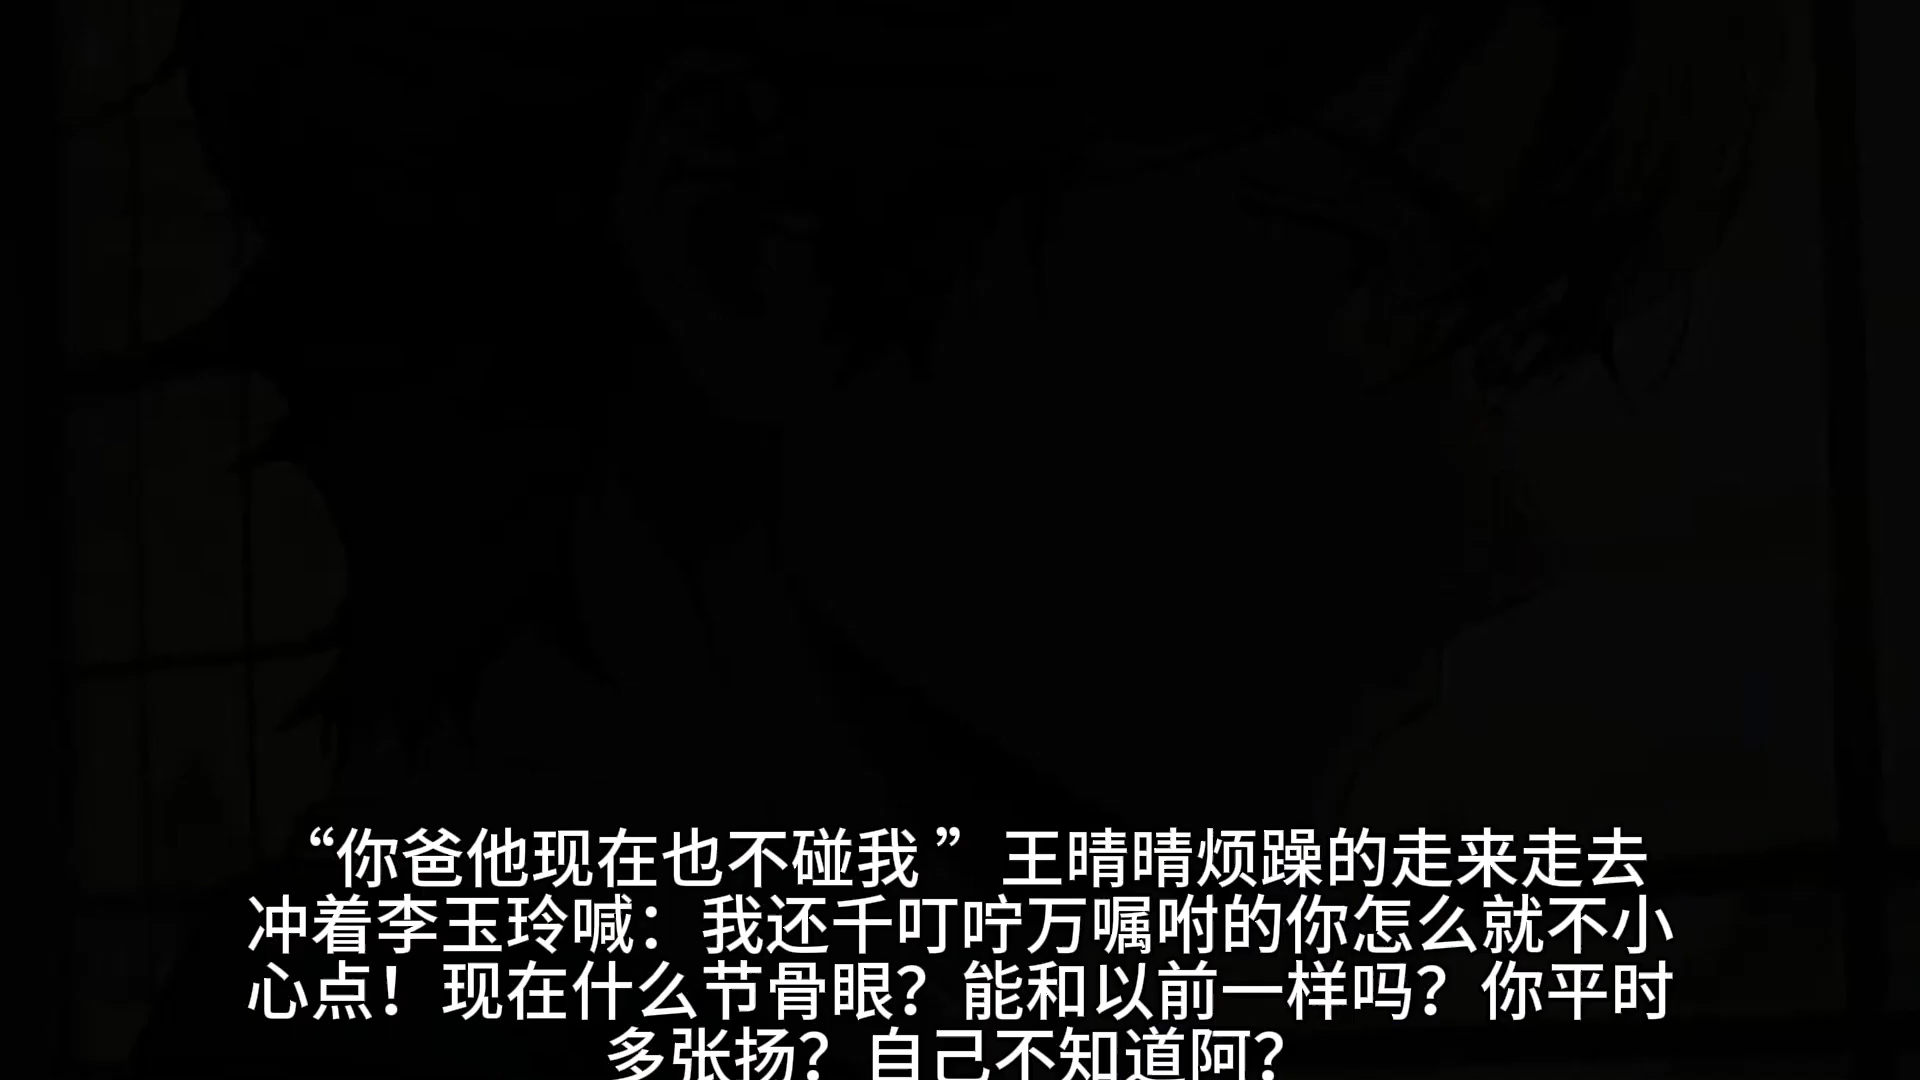 “你爸他现在也不碰我 ” 王晴晴烦躁的走来走去
冲着李玉玲喊：我还千叮咛万嘱咐的你怎么就不小
心点！现在什么节骨眼？能和以前一样吗？你平时
多张扬？自己不知道阿？